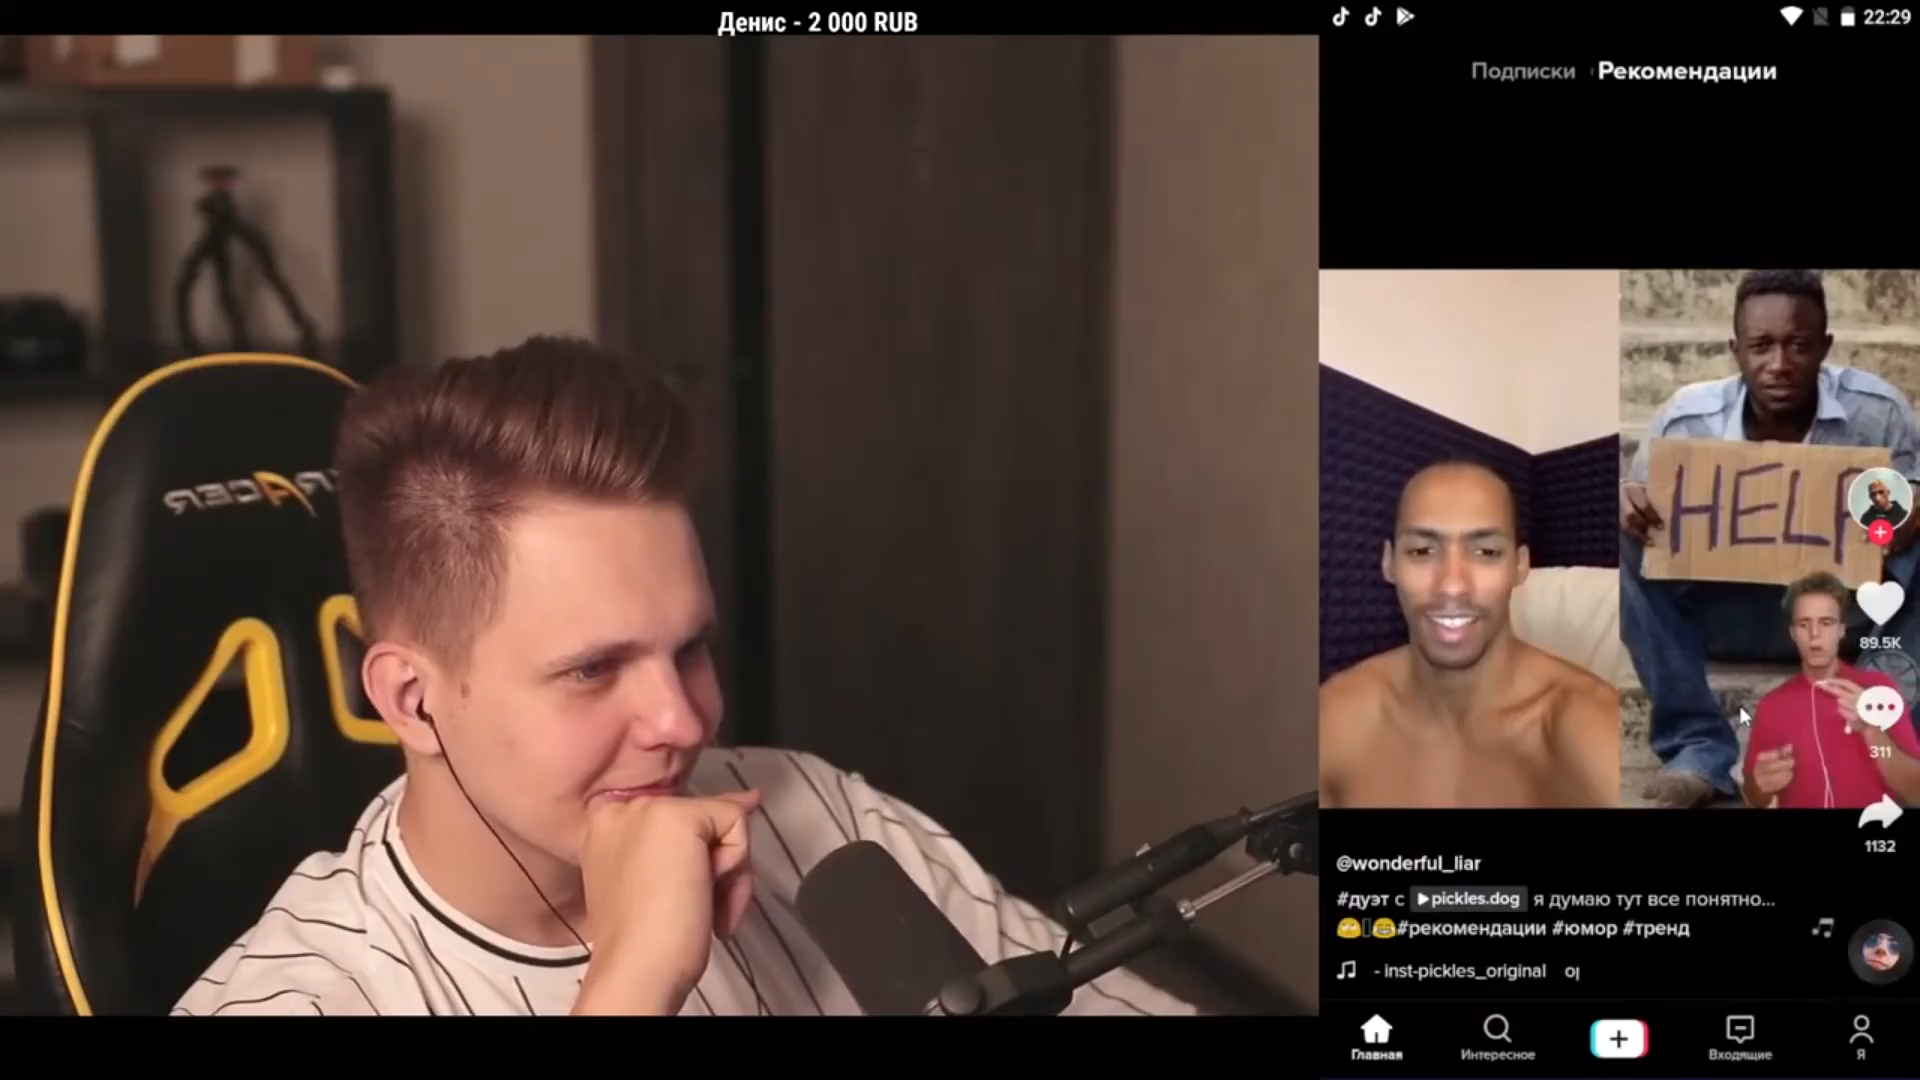 Денис - 2 000 RUB
22:29
Подписки Рекомендации
HELP
89.5K
311
1132
@wonderful_liar
#дуэт с pickles.dog я думаю тут все понятно...
#рекомендации #юмор #тренд
- inst-pickles_original
Главная
Интересное
Входящие
Я